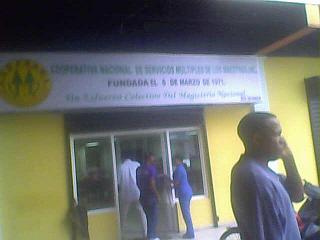 COOPERATIVA NACIONAL DE SERVICIOS MULTIPLES DE LOS MAESTROS, INC.
FUNDADA EL 6 DE MARZO DE 1971.
Un Esfuerzo Colectivo Del Magisterio Nacional